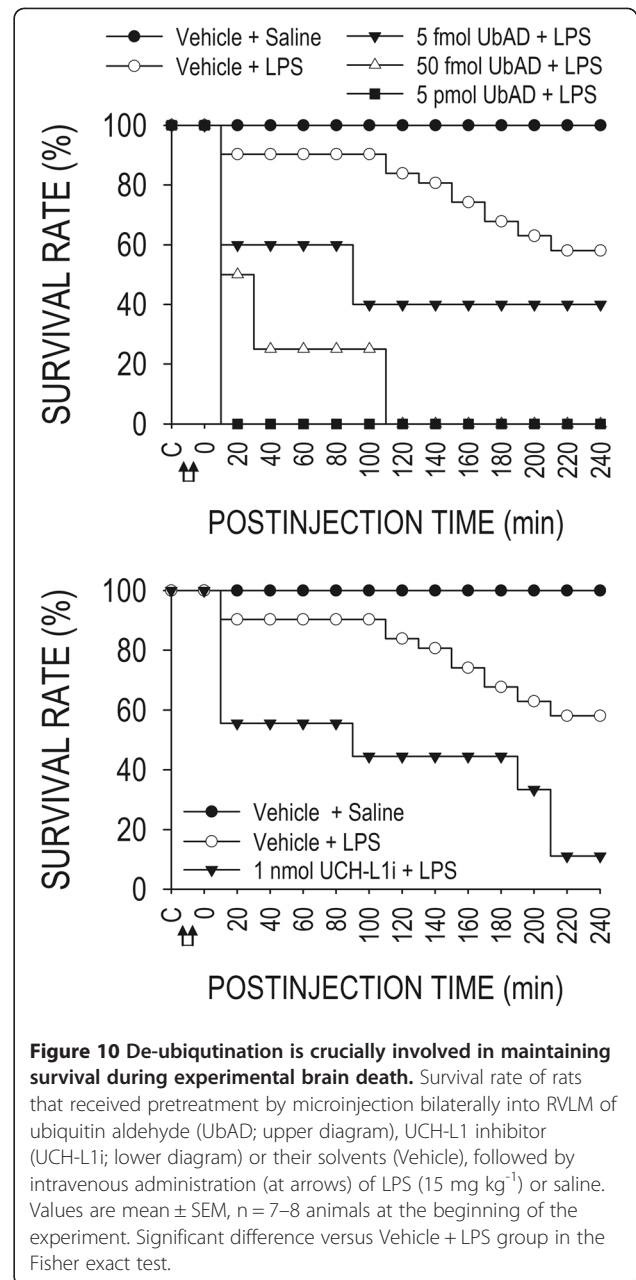 Vehicle + Saline
Vehicle + LPS
5 fmol UbAD + LPS
50 fmol UbAD + LPS
5 pmol UbAD + LPS
SURVIVAL RATE (%)
100
80
60
40
20
0
C 0 20 40 60 80 100 120 140 160 180 200 220 240
POSTINJECTION TIME (min)
SURVIVAL RATE (%)
100
80
60
40
20
0
Vehicle + Saline
Vehicle + LPS
1 nmol UCH-L1i + LPS
C 0 20 40 60 80 100 120 140 160 180 200 220 240
POSTINJECTION TIME (min)
Figure 10 De-ubiqutination is crucially involved in maintaining
survival during experimental brain death. Survival rate of rats
that received pretreatment by microinjection bilaterally into RVLM of
ubiquitin aldehyde (UbAD; upper diagram), UCH-L1 inhibitor
(UCH-L1i; lower diagram) or their solvents (Vehicle), followed by
intravenous administration (at arrows) of LPS (15 mg kg⁻¹) or saline.
Values are mean ± SEM, n = 7–8 animals at the beginning of the
experiment. Significant difference versus Vehicle + LPS group in the
Fisher exact test.